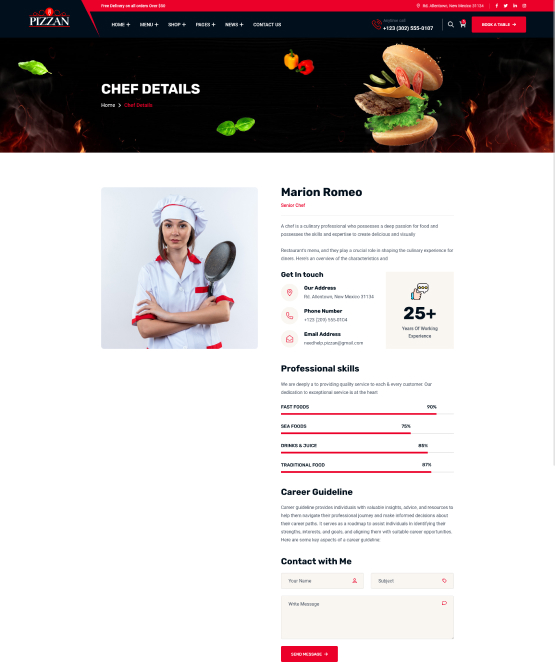 Free Delivery on all orders Over $50
Rd. Allentown, New Mexico 31134
PIZZAN
HOME + MENU + SHOP + PAGES + NEWS + CONTACT US
+123 (302) 555-0107
BOOK A TABLE →
CHEF DETAILS
Home > Chef Details
Marion Romeo
Senior Chef
A chef is a culinary professional who possesses a deep passion for food and
possesses the skills and expertise to create delicious and visually
Restaurant's menu, and they play a crucial role in shaping the culinary experience for
diners. Here's an overview of the characteristics and
Get In touch
Our Address
Rd. Allentown, New Mexico 31134
Phone Number
+123 (209) 555-0104
Email Address
needhelp.pizzan@gmail.com
25+
Years Of Working
Experience
Professional skills
We are deeply a to providing quality service to each & every customer. Our
dedication to exceptional service is at the heart
FAST FOODS 90%
SEA FOODS 75%
DRINKS & JUICE 85%
TRADITIONAL FOOD 87%
Career Guideline
Career guideline provides individuals with valuable insights, advice, and resources to
help them navigate their professional journey and make informed decisions about
their career paths. It serves as a roadmap to assist individuals in identifying their
strengths, interests, and goals, and aligning them with suitable career opportunities.
Here are some key aspects of a career guideline:
Contact with Me
Your Name
Subject
Write Message
SEND MESSAGE →